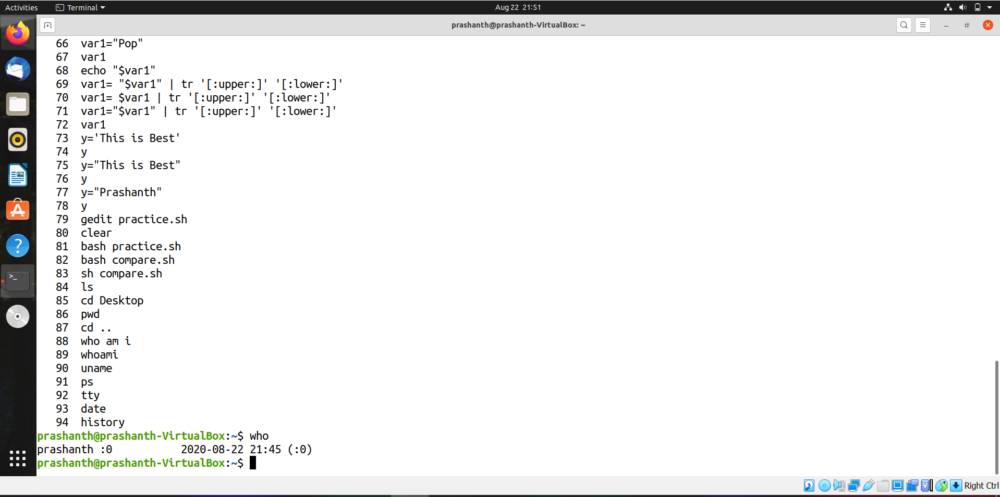 Activities Terminal Aug 22 21:51
prashanth@prashanth-VirtualBox: ~
66 var1="Pop"
67 var1
68 echo "$var1"
69 var1= "$var1" | tr '[:upper:]' '[:lower:]'
70 var1= $var1 | tr '[:upper:]' '[:lower:]'
71 var1="$var1" | tr '[:upper:]' '[:lower:]'
72 var1
73 y='This is Best'
74 y
75 y="This is Best"
76 y
77 y="Prashanth"
78 y
79 gedit practice.sh
80 clear
81 bash practice.sh
82 bash compare.sh
83 sh compare.sh
84 ls
85 cd Desktop
86 pwd
87 cd ..
88 who am i
89 whoami
90 uname
91 ps
92 tty
93 date
94 history
prashanth@prashanth-VirtualBox:~$ who
prashanth :0 2020-08-22 21:45 (:0)
prashanth@prashanth-VirtualBox:~$
Right Ctrl